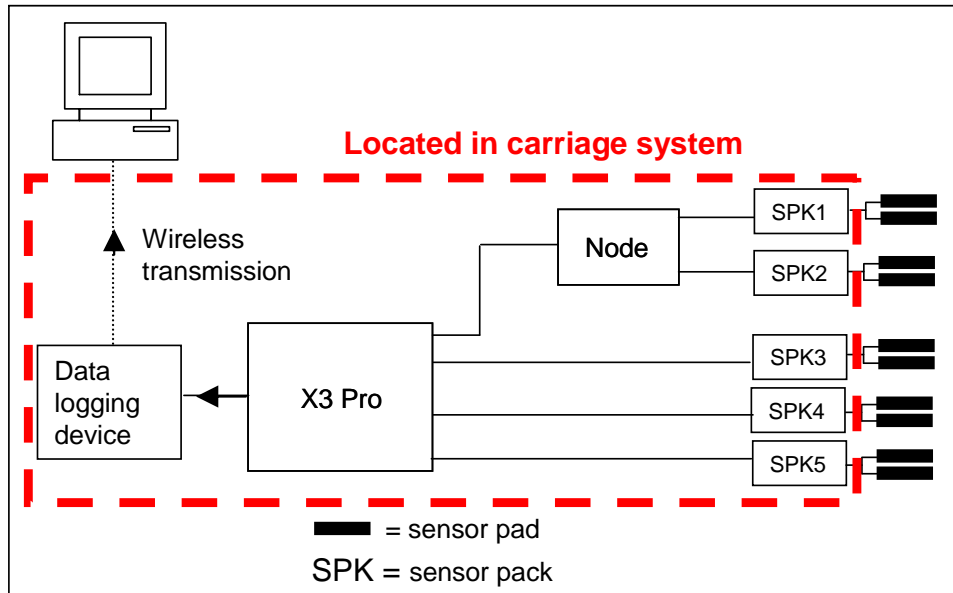 Located in carriage system
SPK1
Wireless
transmission
Node
SPK2
Data
logging
device
X3 Pro
SPK3
SPK4
SPK5
= sensor pad
SPK = sensor pack